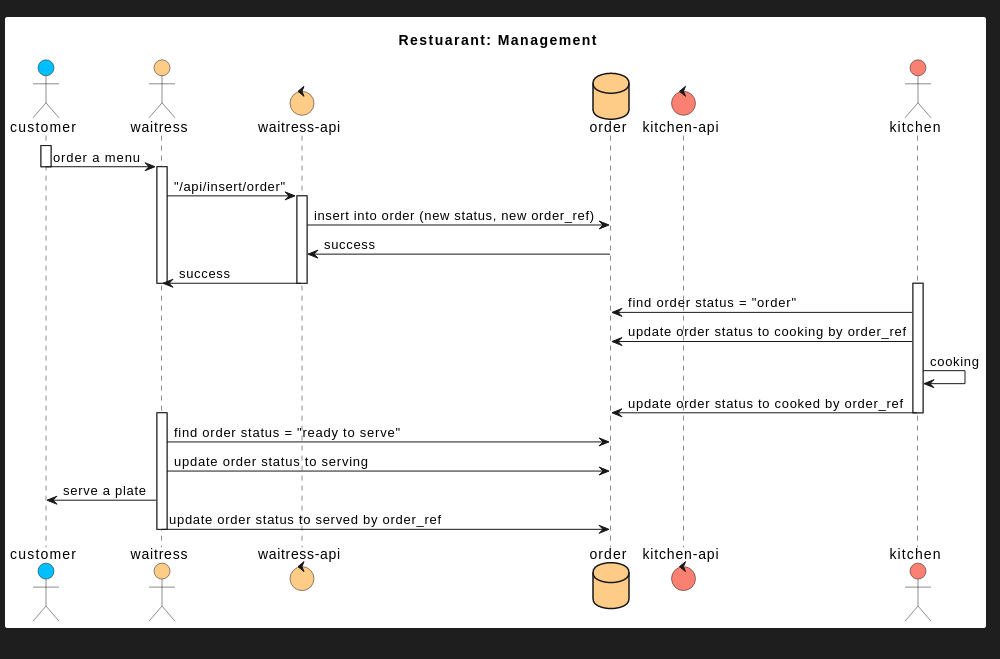 Restuarant: Management
customer waitress waitress-api order kitchen-api kitchen
order a menu
"/api/insert/order"
insert into order (new status, new order_ref)
success
success
find order status = "order"
update order status to cooking by order_ref
cooking
update order status to cooked by order_ref
find order status = "ready to serve"
update order status to serving
serve a plate
update order status to served by order_ref
customer waitress waitress-api order kitchen-api kitchen